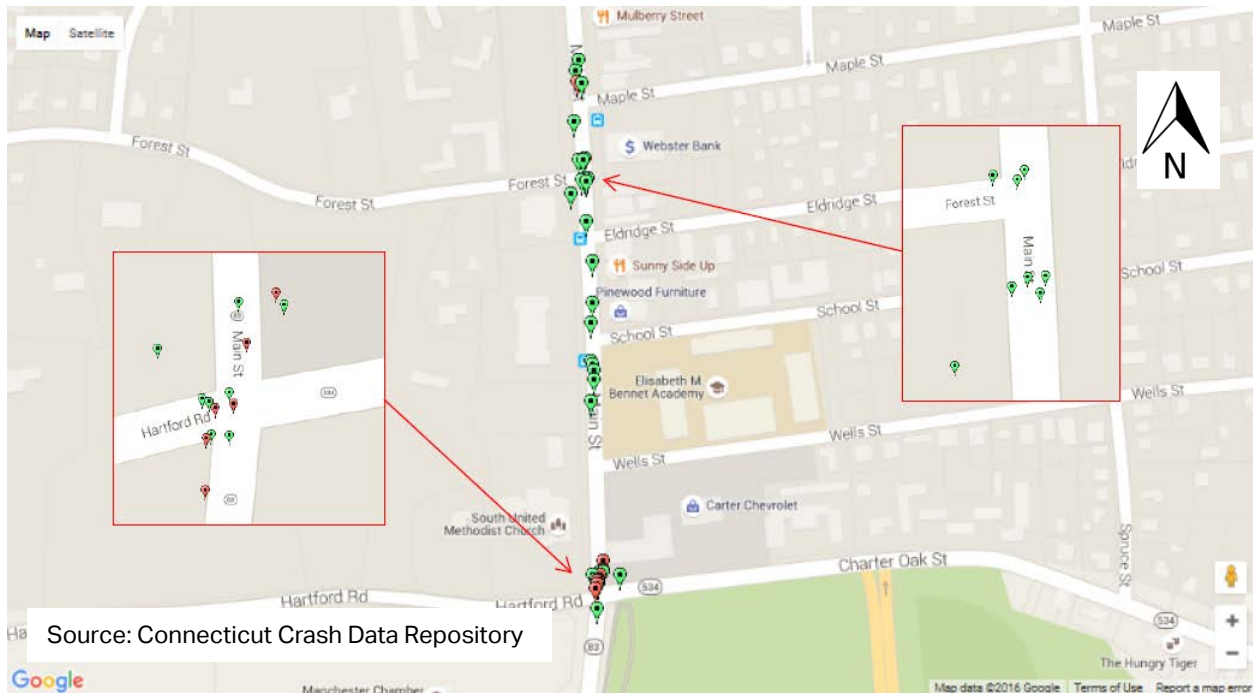 Mulberry Street
Map Satellite
Maple St
Maple St
Maple St
N
Forest St
Webster Bank
Forest St
Forest St
Forest St
Eldridge St
Eldridge St
Main
School St
Sunny Side Up
Pinewood Furniture
School St
School St
Main St
534
Hartford Rd
83
Elisabeth M.
Bennet Academy
Main St
Wells St
Wells St
Wells St
Carter Chevrolet
South United
Methodist Church
Spruce St
Charter Oak St
534
Hartford Rd
Hartford Rd
Source: Connecticut Crash Data Repository
534
83
The Hungry Tiger
Google
Manchester Chamber
Map data ©2016 Google Terms of Use Report a map error